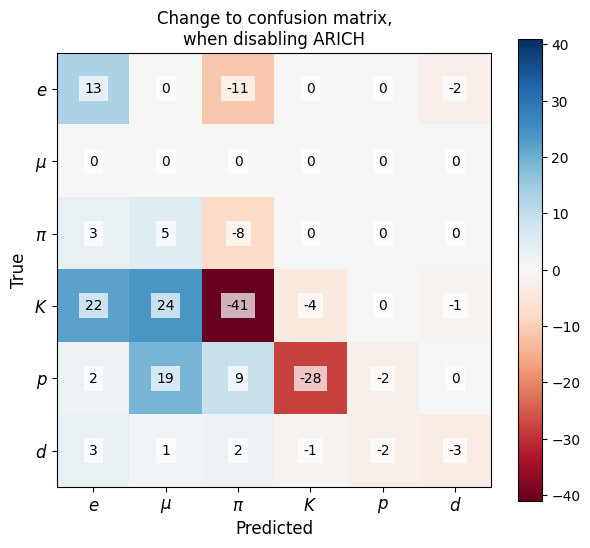 Change to confusion matrix,
when disabling ARICH
e 13 0 -11 0 0 -2
μ 0 0 0 0 0 0
π 3 5 -8 0 0 0
K 22 24 -41 -4 0 -1
p 2 19 9 -28 -2 0
d 3 1 2 -1 -2 -3
e μ π K p d
Predicted
True
40
30
20
10
0
−10
−20
−30
−40